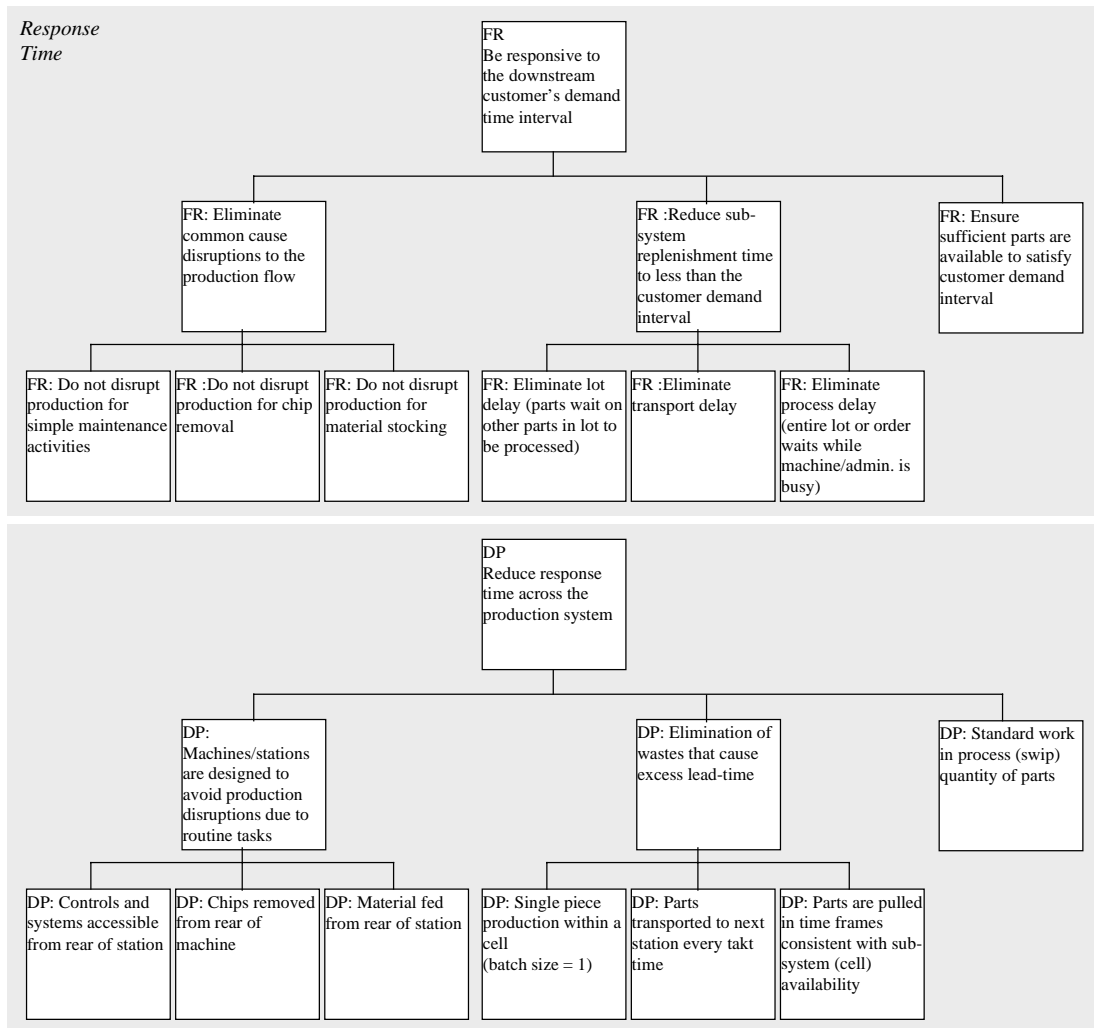 Response
Time
FR
Be responsive to
the downstream
customer's demand
time interval
FR: Eliminate
common cause
disruptions to the
production flow
FR :Reduce sub-
system
replenishment time
to less than the
customer demand
interval
FR: Ensure
sufficient parts are
available to satisfy
customer demand
interval
FR: Do not disrupt
production for
simple maintenance
activities
FR :Do not disrupt
production for chip
removal
FR: Do not disrupt
production for
material stocking
FR: Eliminate lot
delay (parts wait on
other parts in lot to
be processed)
FR :Eliminate
transport delay
FR: Eliminate
process delay
(entire lot or order
waits while
machine/admin. is
busy)
DP
Reduce response
time across the
production system
DP:
Machines/stations
are designed to
avoid production
disruptions due to
routine tasks
DP: Elimination of
wastes that cause
excess lead-time
DP: Standard work
in process (swip)
quantity of parts
DP: Controls and
systems accessible
from rear of station
DP: Chips removed
from rear of
machine
DP: Material fed
from rear of station
DP: Single piece
production within a
cell
(batch size = 1)
DP: Parts
transported to next
station every takt
time
DP: Parts are pulled
in time frames
consistent with sub-
system (cell)
availability